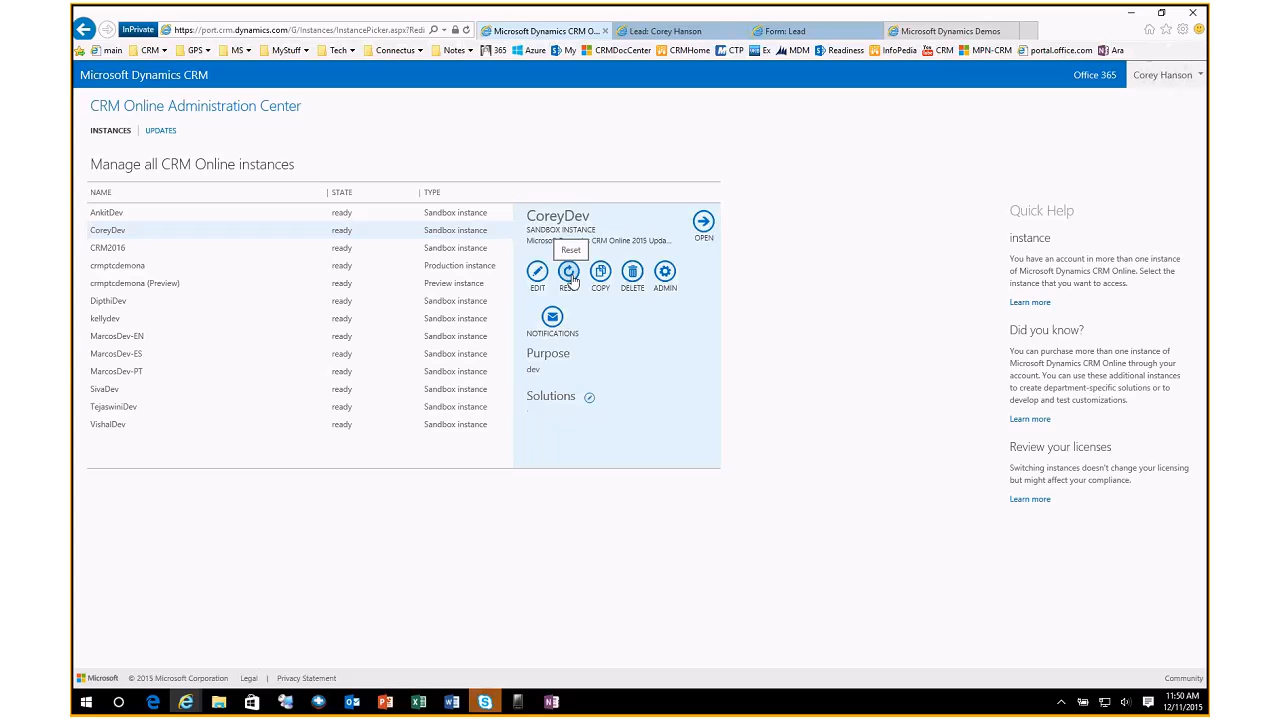 InPrivate
https://port.crm.dynamics.com/G/Instances/InstancePicker.aspx?Redi
Microsoft Dynamics CRM O...
Lead: Corey Hanson
Form: Lead
Microsoft Dynamics Demos
main
CRM
GPS
MS
MyStuff
Tech
Connectus
Notes
365
Azure
My
CRMDocCenter
CRMHome
CTP
Ex
MDM
Readiness
InfoPedia
CRM
MPN-CRM
portal.office.com
Ara
Microsoft Dynamics CRM
Office 365
Corey Hanson
CRM Online Administration Center
INSTANCES
UPDATES
Manage all CRM Online instances
NAME STATE TYPE
AnkitDev ready Sandbox instance
CoreyDev ready Sandbox instance
CRM2016 ready Sandbox instance
crmptcdemona ready Production instance
crmptcdemona (Preview) ready Preview instance
DipthiDev ready Sandbox instance
kellydev ready Sandbox instance
MarcosDev-EN ready Sandbox instance
MarcosDev-ES ready Sandbox instance
MarcosDev-PT ready Sandbox instance
SivaDev ready Sandbox instance
TejaswiniDev ready Sandbox instance
VishalDev ready Sandbox instance
CoreyDev
SANDBOX INSTANCE
CRM Online 2015 Upda...
Reset
OPEN
EDIT
COPY
DELETE
ADMIN
NOTIFICATIONS
Purpose
dev
Solutions
Quick Help
instance
You have an account in more than one instance
of Microsoft Dynamics CRM Online. Select the
instance that you want to access.
Learn more
Did you know?
You can purchase more than one instance of
Microsoft Dynamics CRM Online through your
account. You can use these additional instances
to create department-specific solutions or to
develop and test customizations.
Learn more
Review your licenses
Switching instances doesn't change your licensing
but might affect your compliance.
Learn more
Microsoft
© 2015 Microsoft Corporation
Legal
Privacy Statement
Community
11:50 AM
12/11/2015